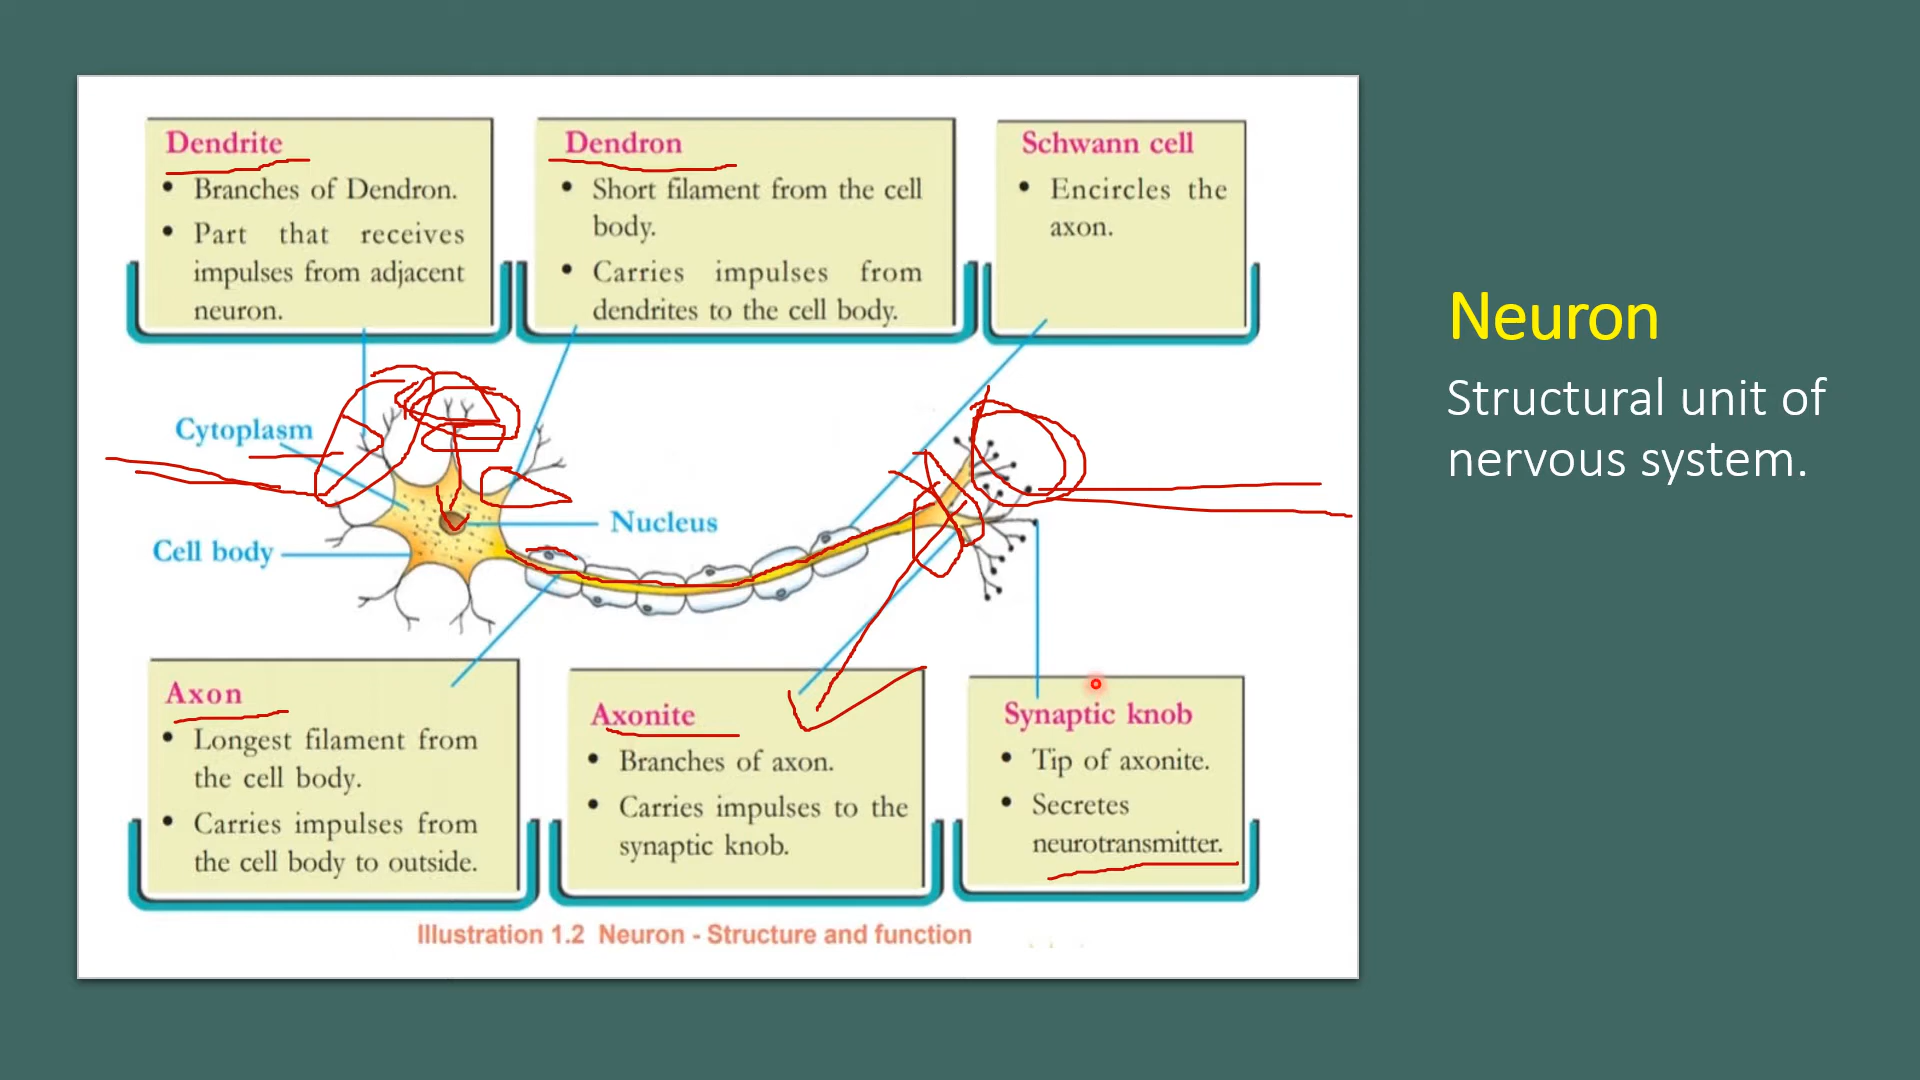 Dendrite
• Branches of Dendron.
• Part that receives
impulses from adjacent
neuron.
Dendron
• Short filament from the cell
body.
• Carries impulses from
dendrites to the cell body.
Schwann cell
• Encircles the
axon.
Cytoplasm
Nucleus
Cell body
Axon
• Longest filament from
the cell body.
• Carries impulses from
the cell body to outside.
Axonite
• Branches of axon.
• Carries impulses to the
synaptic knob.
Synaptic knob
• Tip of axonite.
• Secretes
neurotransmitter.
Illustration 1.2 Neuron - Structure and function
Neuron
Structural unit of
nervous system.